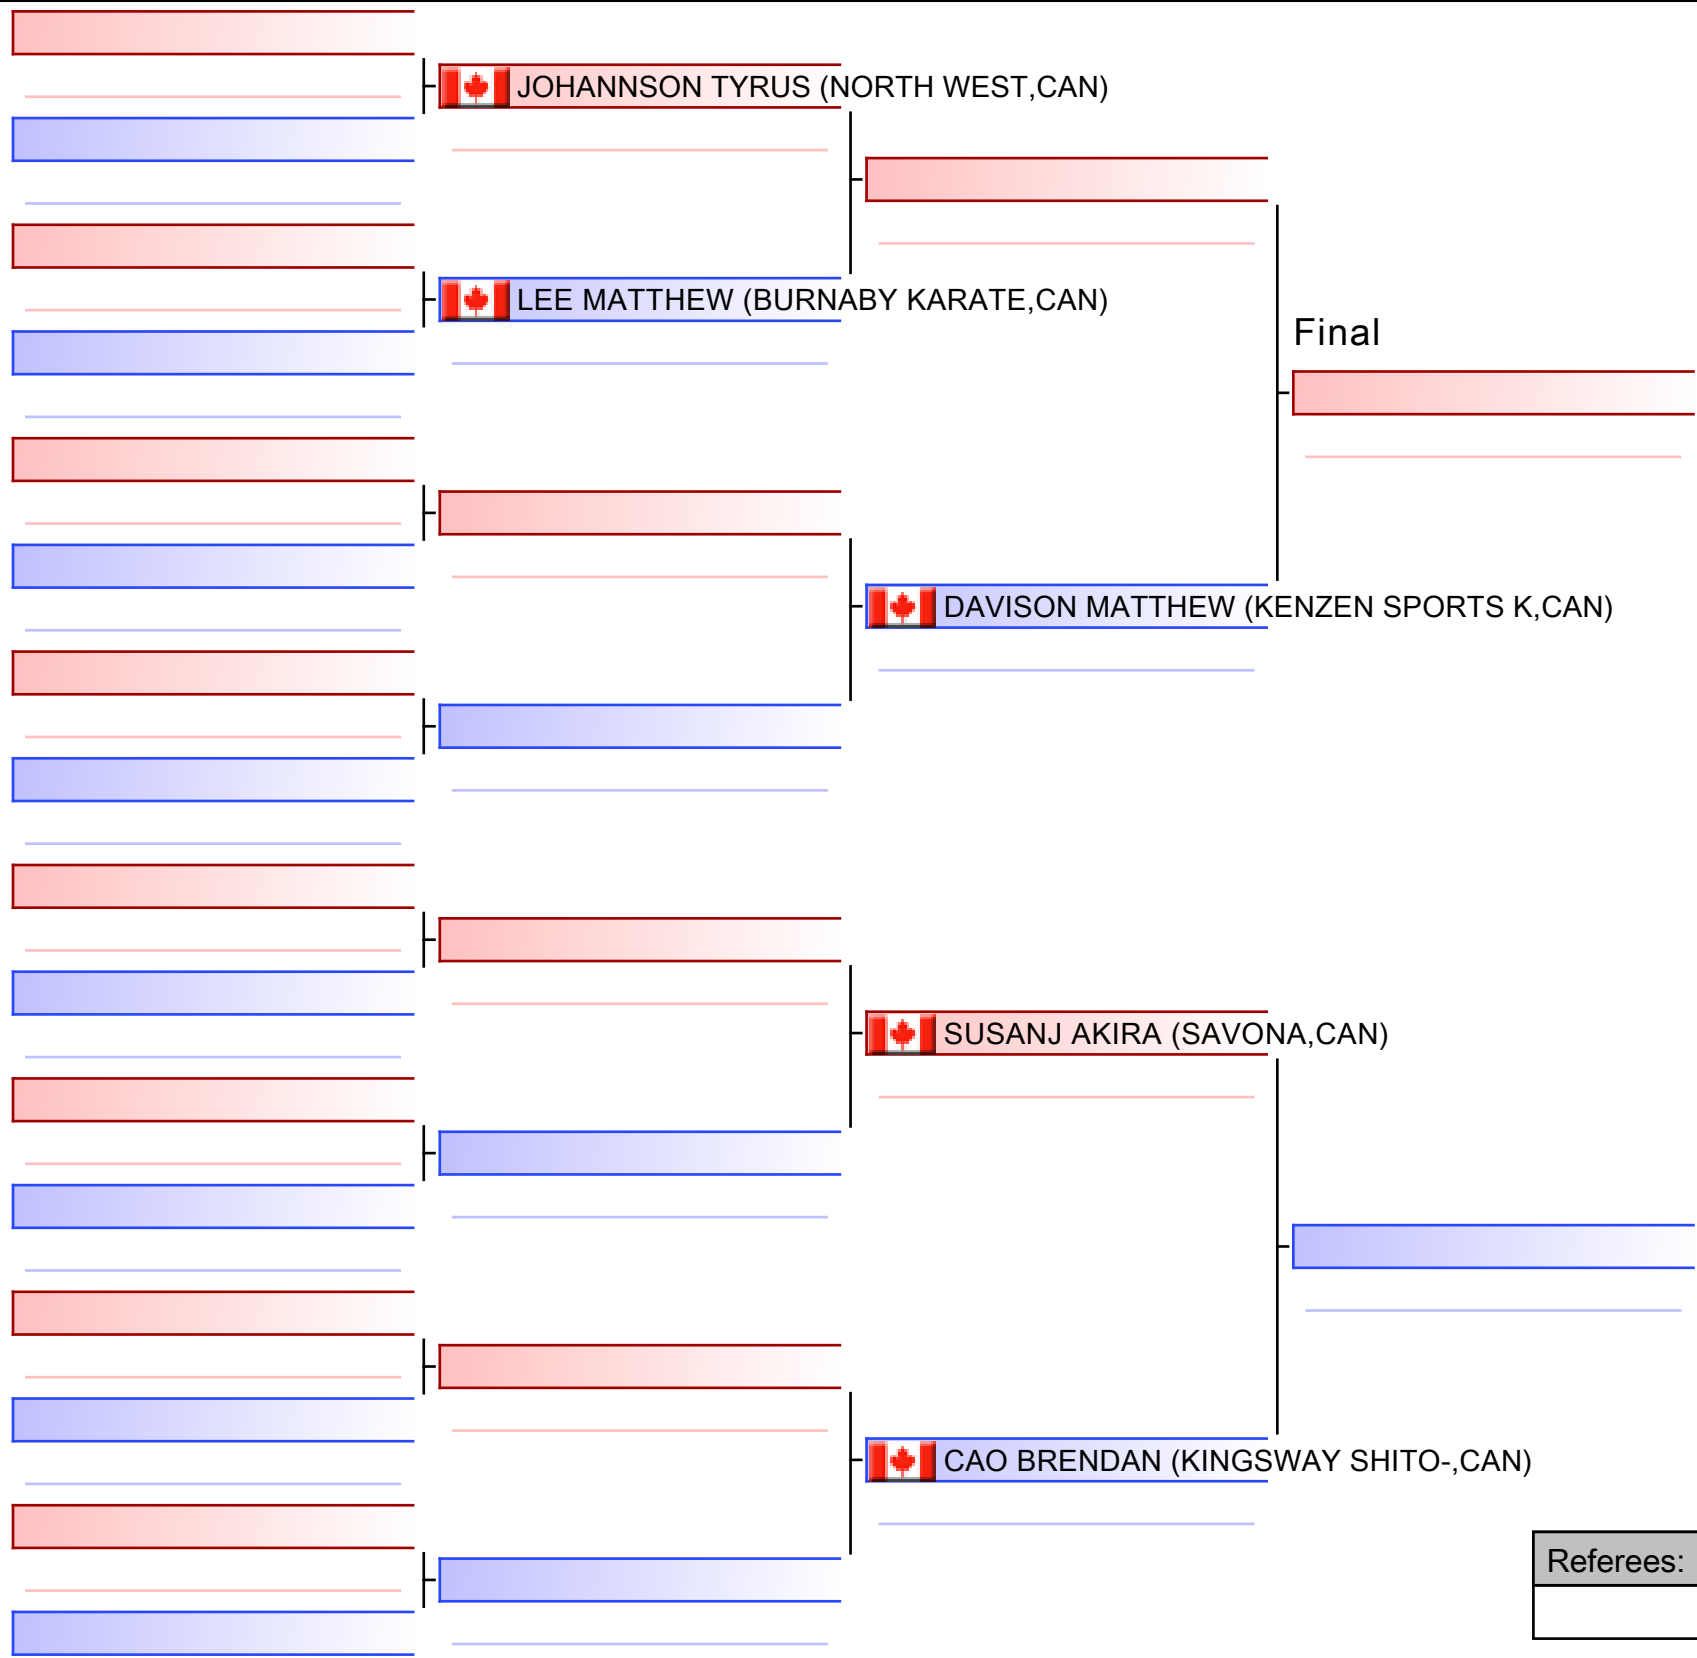 JOHANNSON TYRUS (NORTH WEST,CAN)
LEE MATTHEW (BURNABY KARATE,CAN)
Final
DAVISON MATTHEW (KENZEN SPORTS K,CAN)
SUSANJ AKIRA (SAVONA,CAN)
CAO BRENDAN (KINGSWAY SHITO-,CAN)
Referees: